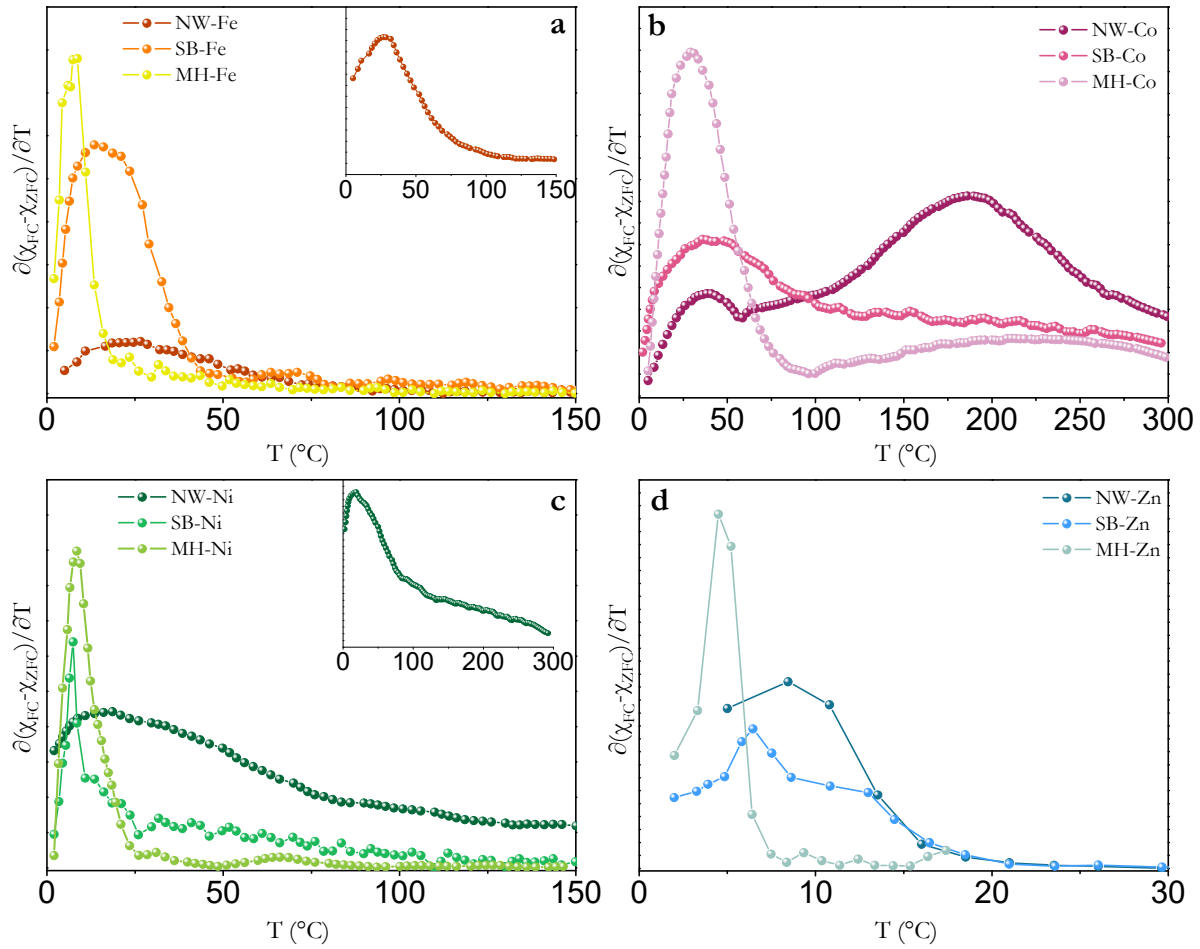 a
NW-Fe
SB-Fe
MH-Fe
0 50 100 150
∂(χFC-χZFC)/∂T
0 50 100 150
T (°C)
b
NW-Co
SB-Co
MH-Co
∂(χFC-χZFC)/∂T
0 50 100 150 200 250 300
T (°C)
c
NW-Ni
SB-Ni
MH-Ni
0 100 200 300
∂(χFC-χZFC)/∂T
0 50 100 150
T (°C)
d
NW-Zn
SB-Zn
MH-Zn
∂(χFC-χZFC)/∂T
0 10 20 30
T (°C)